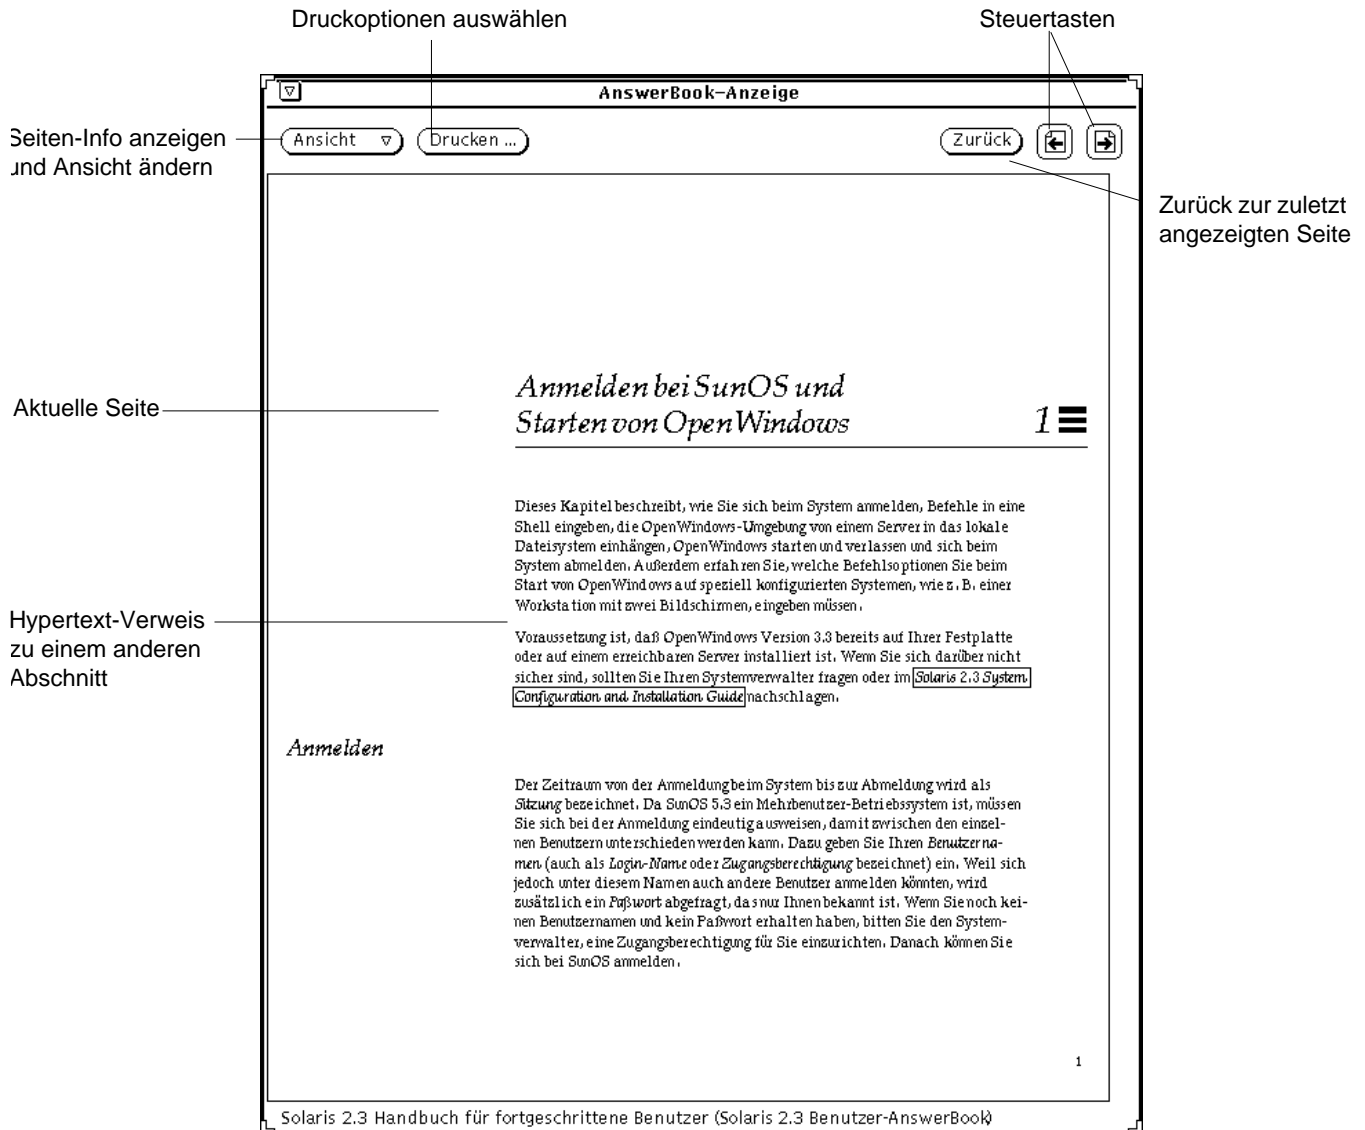 Druckoptionen auswählen
Steuertasten
AnswerBook–Anzeige
Seiten-Info anzeigen
und Ansicht ändern
Ansicht
Drucken ...
Zurück
Zurück zur zuletzt
angezeigten Seite
Aktuelle Seite
Anmelden bei SunOS und
Starten von OpenWindows
1
Dieses Kapitel beschreibt, wie Sie sich beim System anmelden, Befehle in eine
Shell eingeben, die OpenWindows-Umgebung von einem Server in das lokale
Dateisystem einhängen, OpenWindows starten und verlassen und sich beim
System abmelden. Außerdem erfahren Sie, welche Befehlsoptionen Sie beim
Start von OpenWindows auf speziell konfigurierten Systemen, wie z. B. einer
Workstation mit zwei Bildschirmen, eingeben müssen.
Hypertext-Verweis
zu einem anderen
Abschnitt
Voraussetzung ist, daß OpenWindows Version 3.3 bereits auf Ihrer Festplatte
oder auf einem erreichbaren Server installiert ist. Wenn Sie sich darüber nicht
sicher sind, sollten Sie Ihren Systemverwalter fragen oder im Solaris 2.3 System
Configuration and Installation Guide nachschlagen.
Anmelden
Der Zeitraum von der Anmeldung beim System bis zur Abmeldung wird als
Sitzung bezeichnet. Da SunOS 5.3 ein Mehrbenutzer-Betriebssystem ist, müssen
Sie sich bei der Anmeldung eindeutig ausweisen, damit zwischen den einzel-
nen Benutzern unterschieden werden kann. Dazu geben Sie Ihren Benutzerna-
men (auch als Login-Name oder Zugangsberechtigung bezeichnet) ein. Weil sich
jedoch unter diesem Namen auch andere Benutzer anmelden könnten, wird
zusätzlich ein Paßwort abgefragt, das nur Ihnen bekannt ist. Wenn Sie noch kei-
nen Benutzernamen und kein Paßwort erhalten haben, bitten Sie den System-
verwalter, eine Zugangsberechtigung für Sie einzurichten. Danach können Sie
sich bei SunOS anmelden.
1
Solaris 2.3 Handbuch für fortgeschrittene Benutzer (Solaris 2.3 Benutzer-AnswerBook)